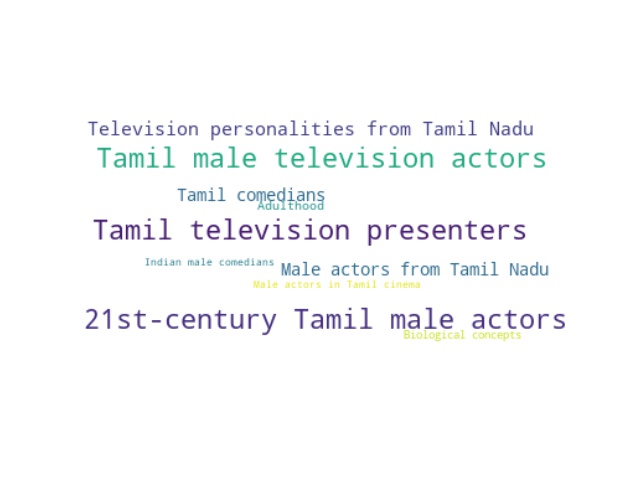 Television personalities from Tamil Nadu
Tamil male television actors
Tamil comedians
Adulthood
Tamil television presenters
Indian male comedians
Male actors from Tamil Nadu
Male actors in Tamil cinema
21st-century Tamil male actors
Biological concepts